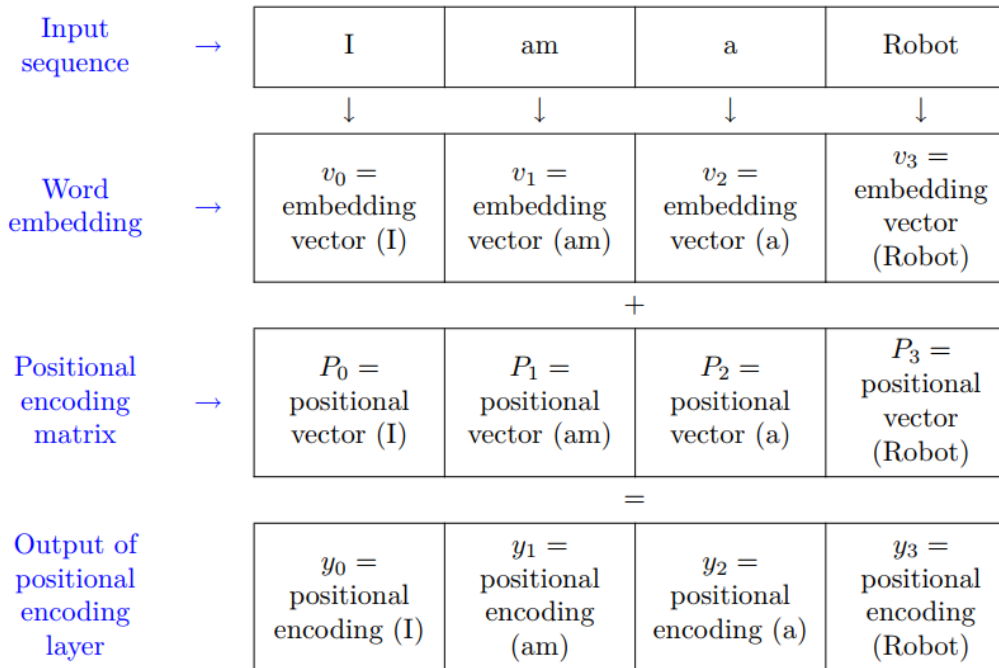 Input sequence → I am a Robot
↓ ↓ ↓ ↓
Word embedding → v₀ = embedding vector (I) v₁ = embedding vector (am) v₂ = embedding vector (a) v₃ = embedding vector (Robot)
+
Positional encoding matrix → P₀ = positional vector (I) P₁ = positional vector (am) P₂ = positional vector (a) P₃ = positional vector (Robot)
=
Output of positional encoding layer y₀ = positional encoding (I) y₁ = positional encoding (am) y₂ = positional encoding (a) y₃ = positional encoding (Robot)